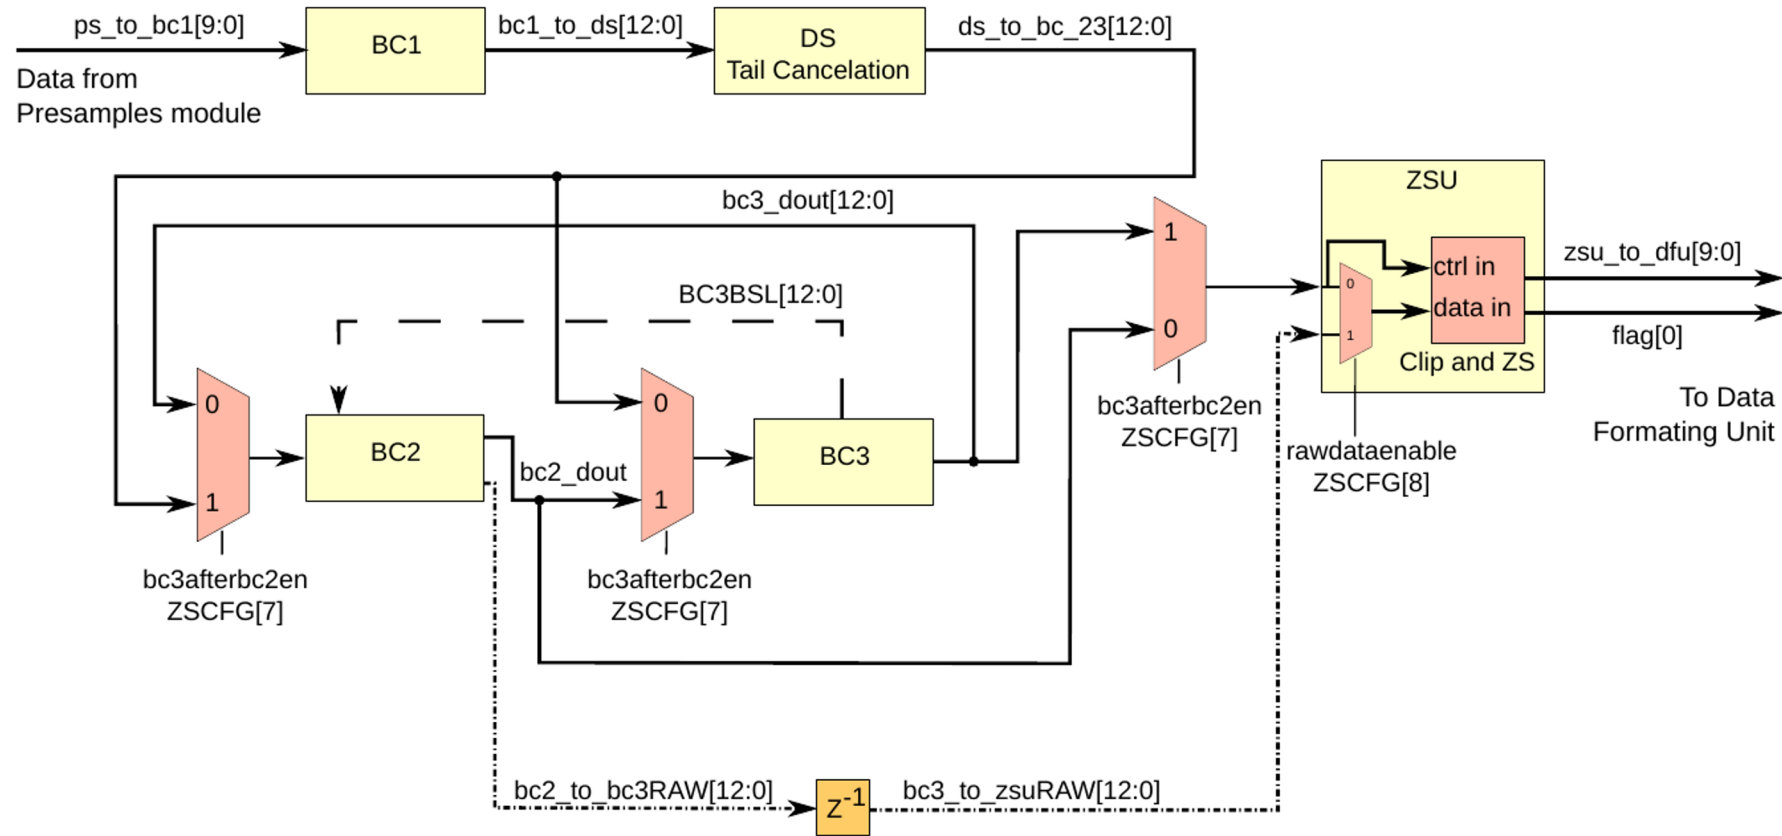 ps_to_bc1[9:0]
BC1
bc1_to_ds[12:0]
DS
Tail Cancelation
ds_to_bc_23[12:0]
Data from
Presamples module
bc3_dout[12:0]
ZSU
1
0
ctrl in
data in
0
1
Clip and ZS
zsu_to_dfu[9:0]
flag[0]
To Data
Formating Unit
BC3BSL[12:0]
bc3afterbc2en
ZSCFG[7]
rawdataenable
ZSCFG[8]
0
1
BC2
bc2_dout
0
1
BC3
bc3afterbc2en
ZSCFG[7]
bc3afterbc2en
ZSCFG[7]
bc2_to_bc3RAW[12:0]
Z-1
bc3_to_zsuRAW[12:0]